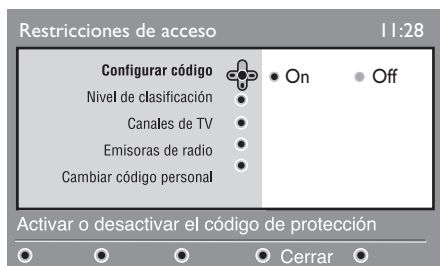 Restricciones de acceso 11:28
Configurar código On Off
Nivel de clasificación
Canales de TV
Emisoras de radio
Cambiar código personal
Activar o desactivar el código de protección
Cerrar